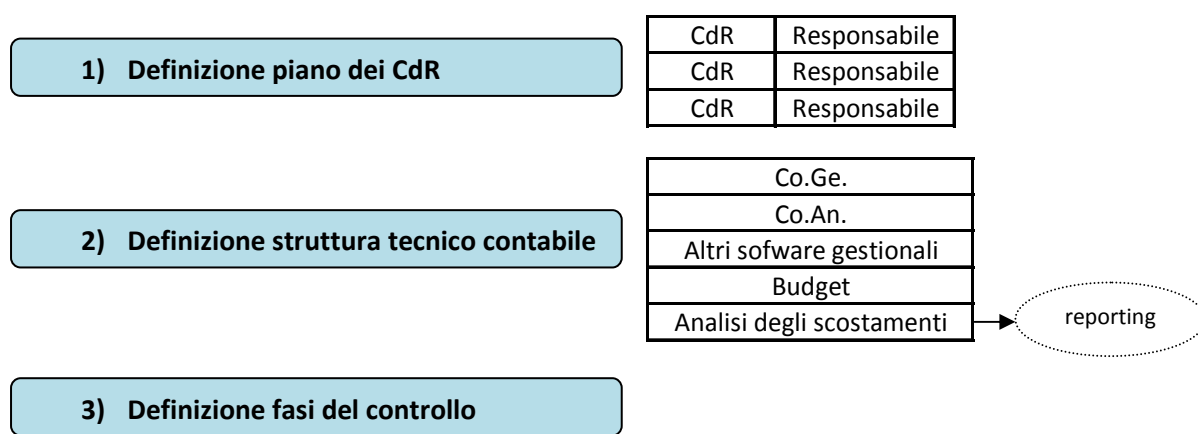 CdR Responsabile
1) Definizione piano dei CdR
CdR Responsabile
CdR Responsabile
Co.Ge.
Co.An.
2) Definizione struttura tecnico contabile
Altri sofware gestionali
Budget
Analisi degli scostamenti
reporting
3) Definizione fasi del controllo